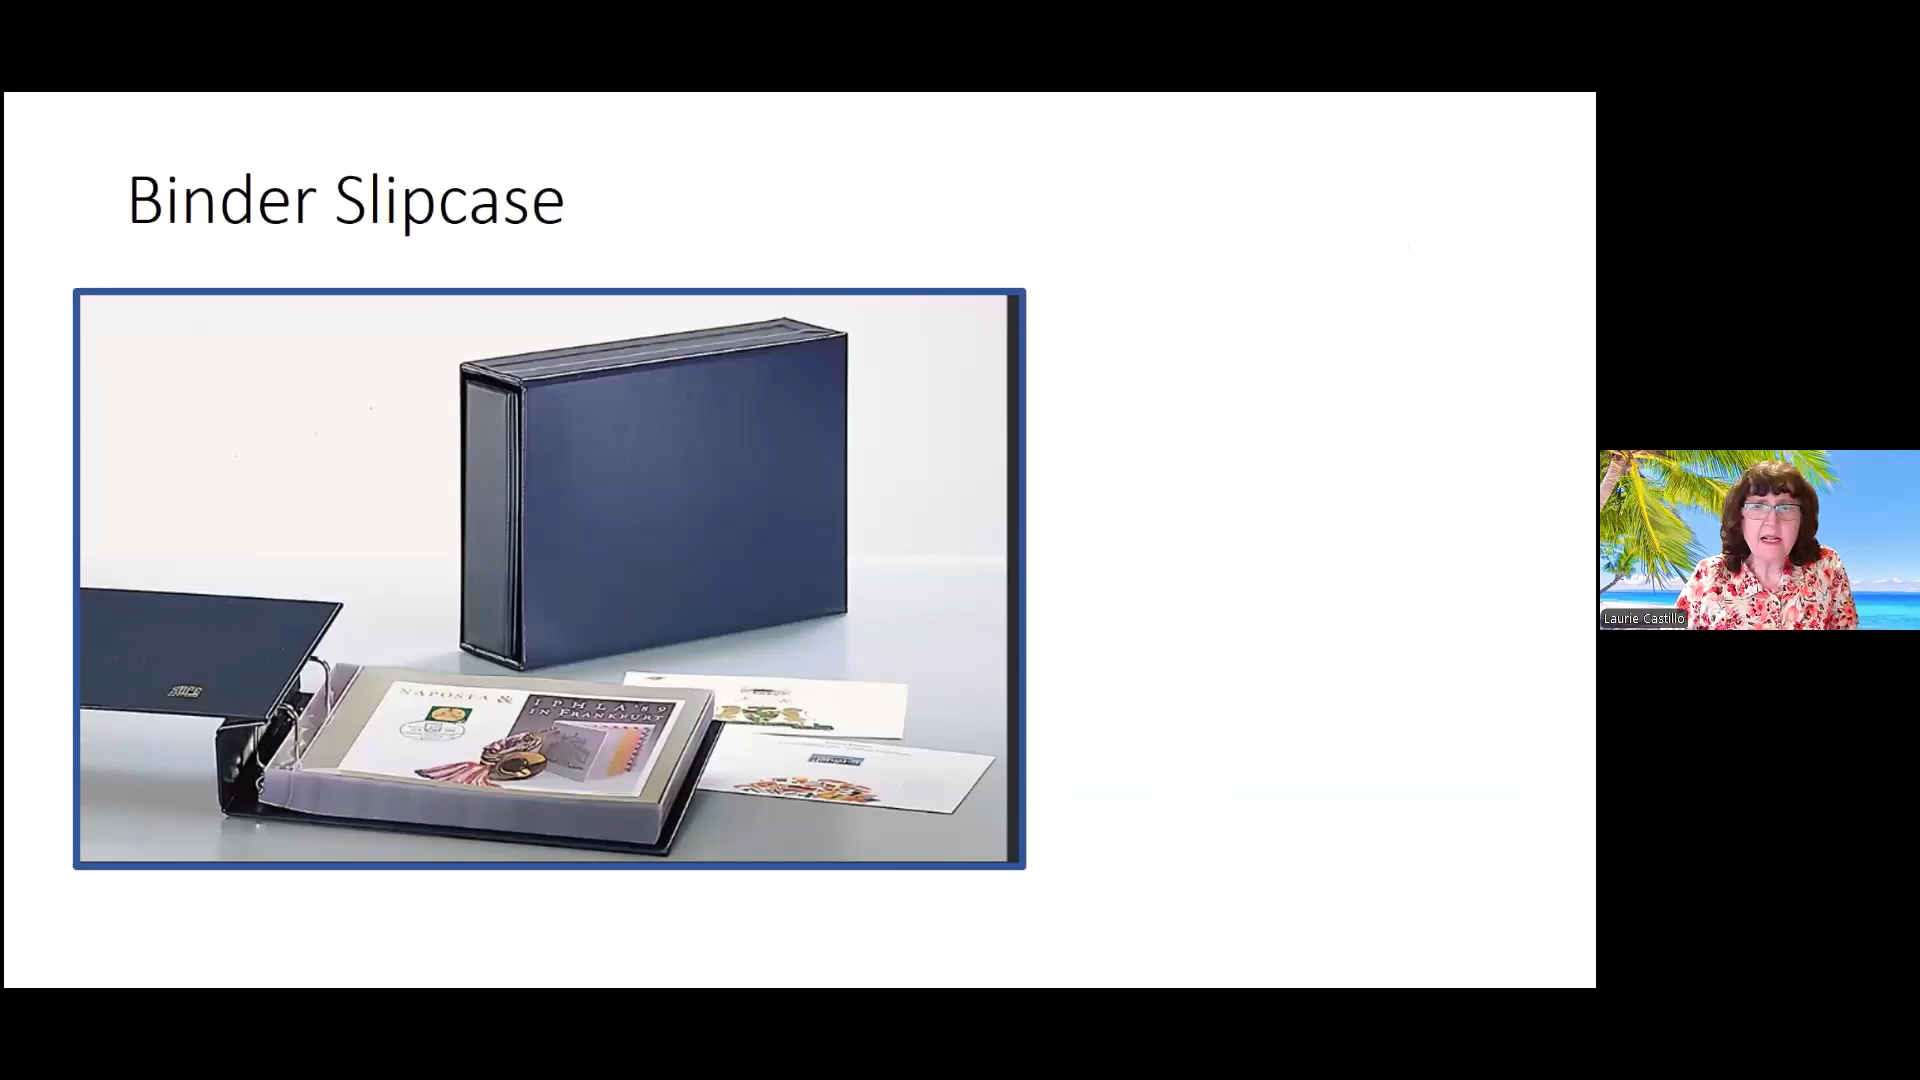 Binder Slipcase
NAPOSTA &
IPHLA '89
IN FRANKFURT
Laurie Castillo